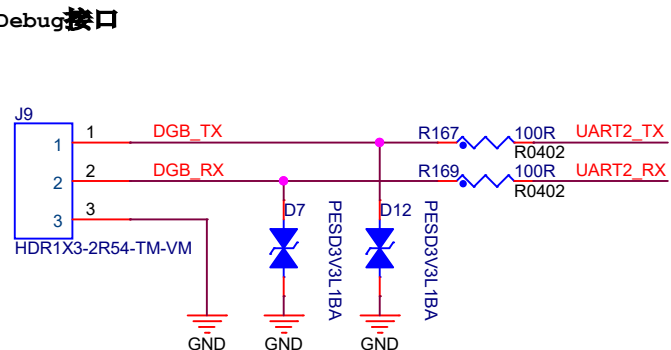 Debug接口
J9
1 1 DGB_TX R167 100R UART2_TX
R0402
2 2 DGB_RX R169 100R UART2_RX
R0402
3 3
D7 PESD3V3L1BA D12 PESD3V3L1BA
HDR1X3-2R54-TM-VM
GND GND GND